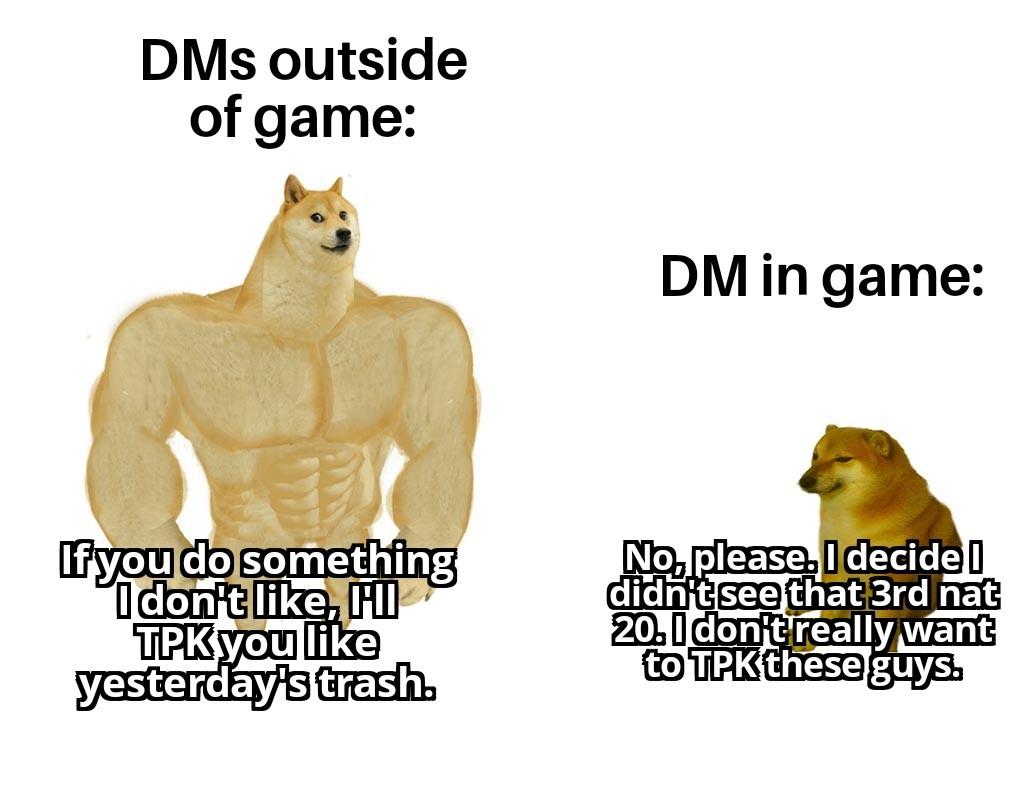 DMs outside
of game:
If you do something
I don't like, I'll
TPK you like
yesterday's trash.
DM in game:
No, please. I decide I
didn't see that 3rd nat
20. I don't really want
to TPK these guys.